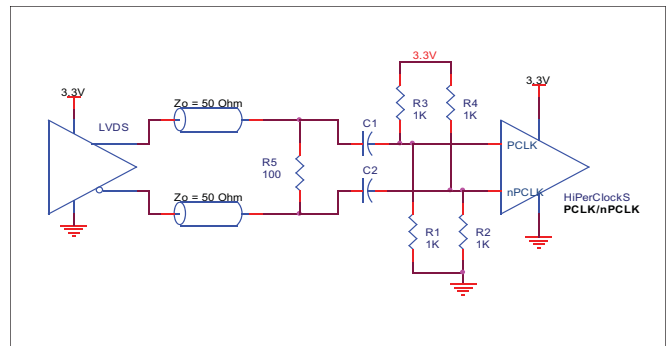 3.3V
LVDS
Zo = 50 Ohm
Zo = 50 Ohm
R5
100
C1
C2
3.3V
R3
1K
R4
1K
R1
1K
R2
1K
3.3V
PCLK
nPCLK
HiPerClockS
PCLK/nPCLK